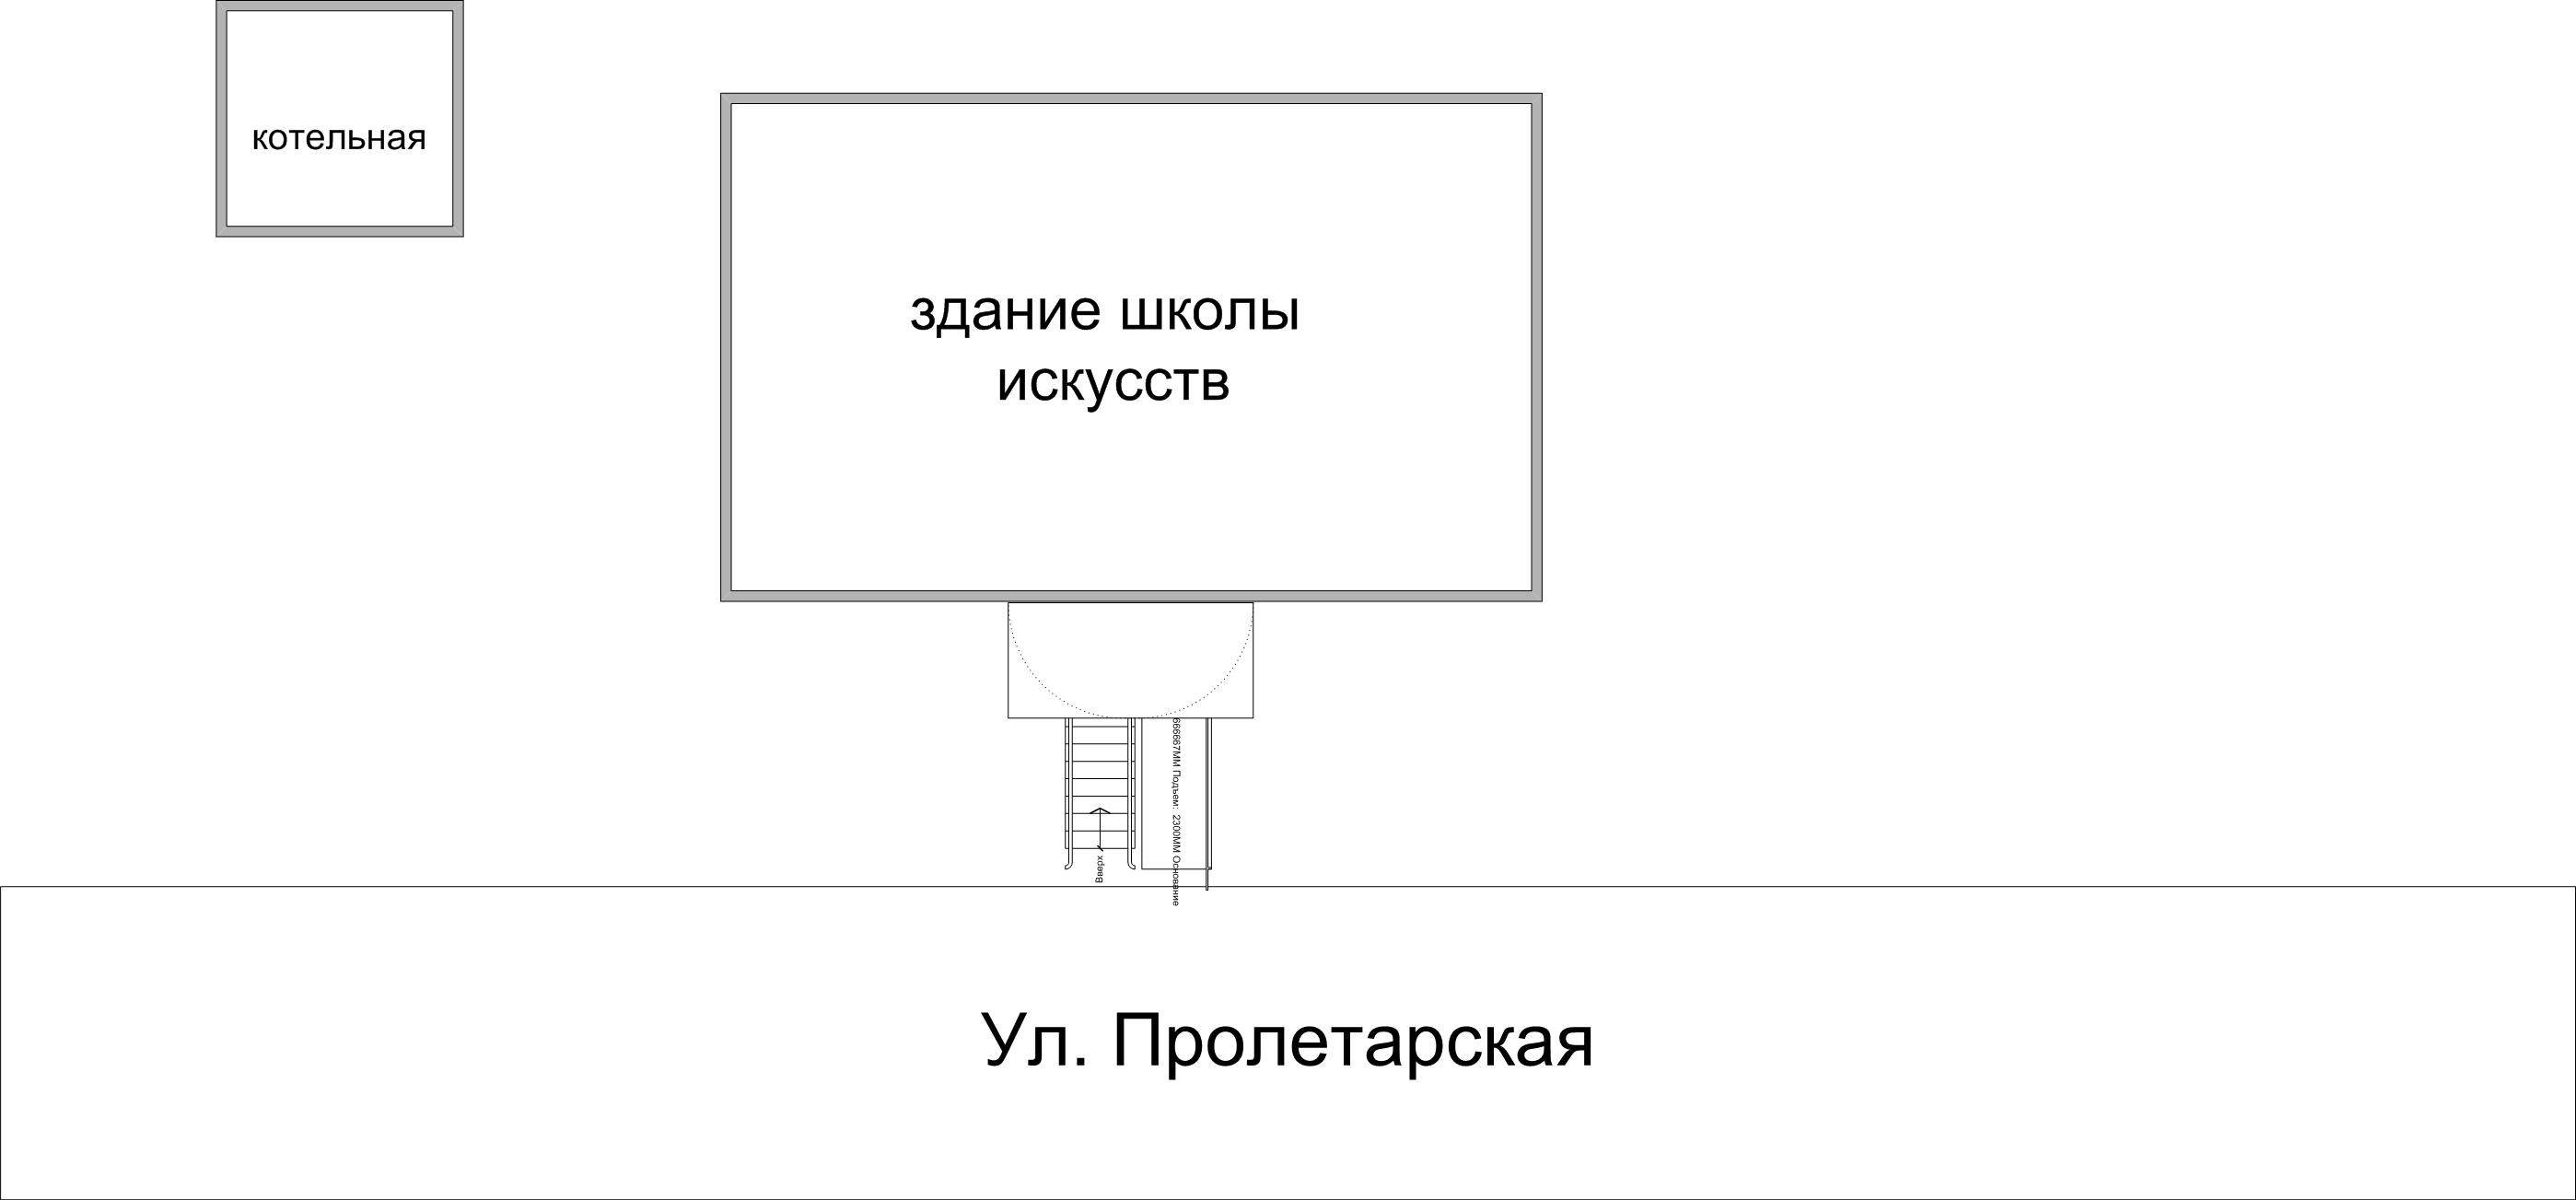 котельная
здание школы
искусств
666667ММ Подъем: 2300ММ Основание
Вверх
Ул. Пролетарская